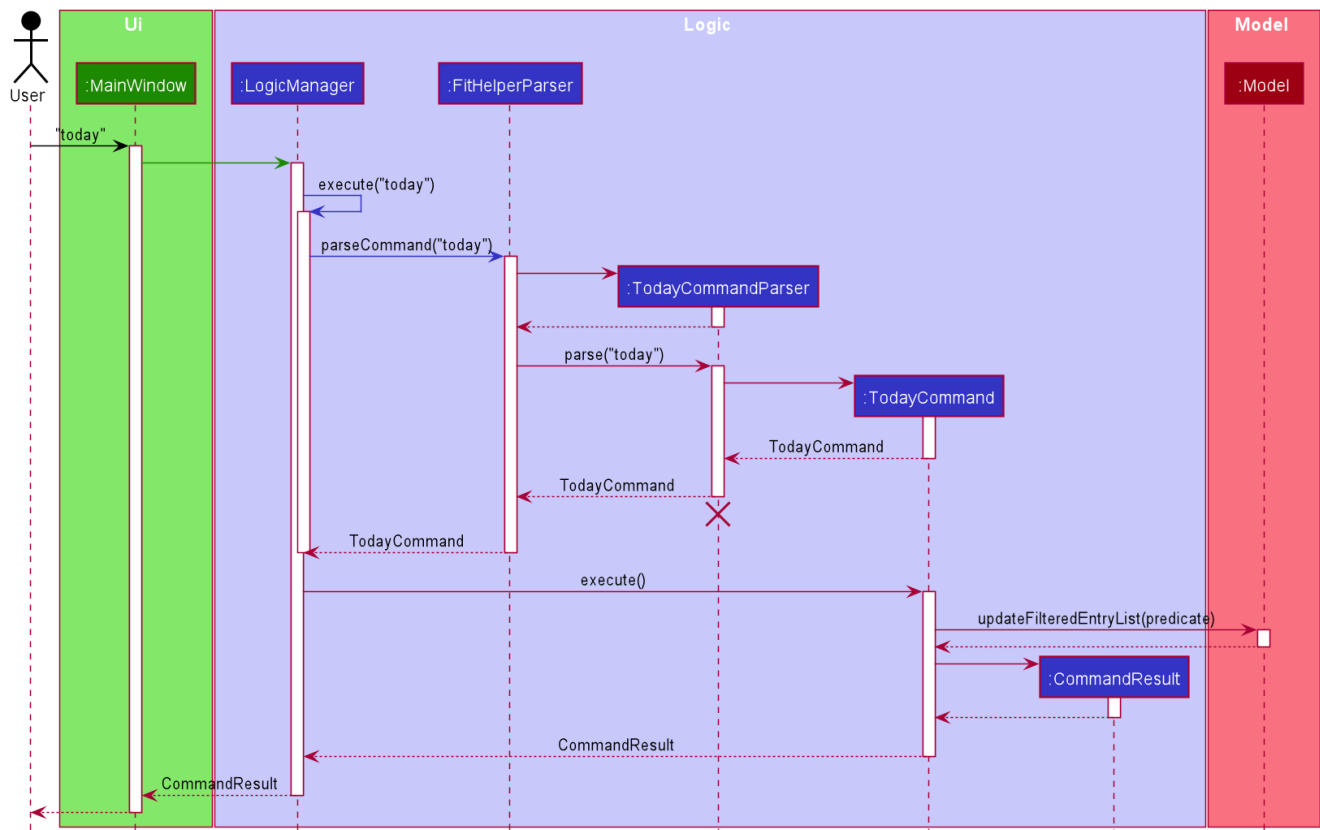 Ui
Logic
Model
:MainWindow
:LogicManager
:FitHelperParser
:Model
User
"today"
execute("today")
parseCommand("today")
:TodayCommandParser
parse("today")
:TodayCommand
TodayCommand
TodayCommand
TodayCommand
execute()
updateFilteredEntryList(predicate)
:CommandResult
CommandResult
CommandResult